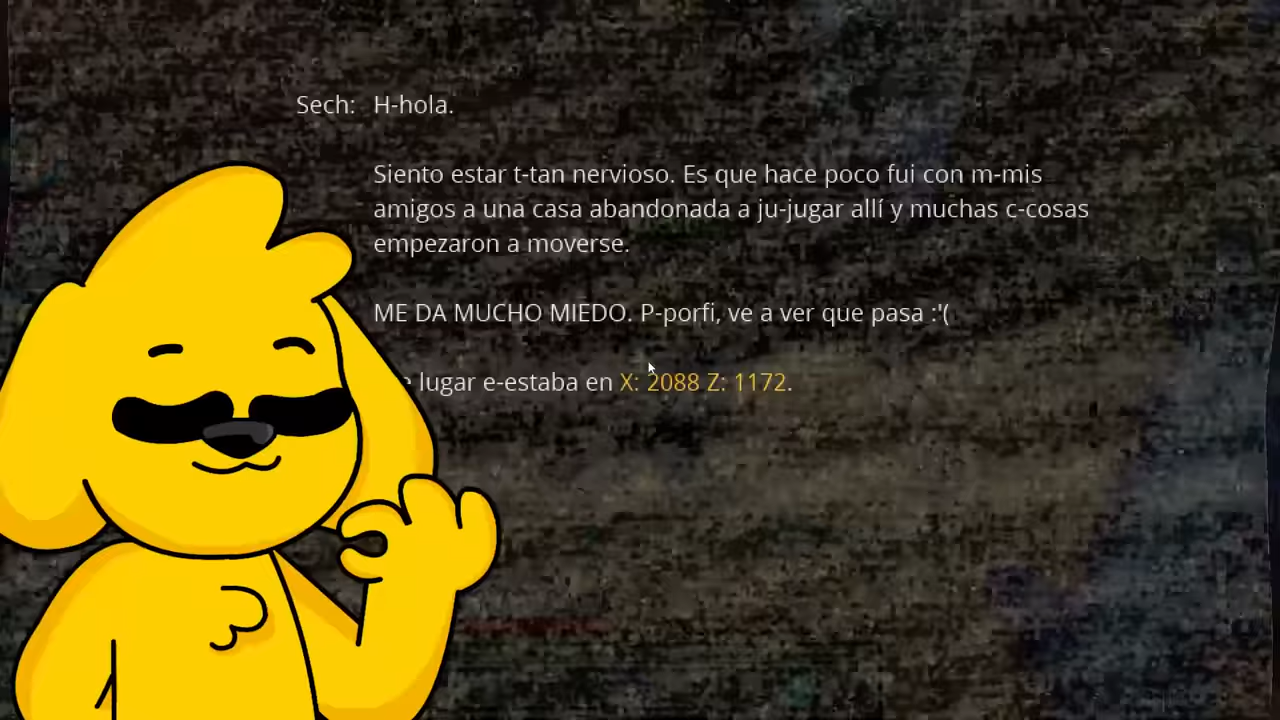 Sech: H-hola.
Siento estar t-tan nervioso. Es que hace poco fui con m-mis
amigos a una casa abandonada a ju-jugar allí y muchas c-cosas
empezaron a moverse.
ME DA MUCHO MIEDO. P-porfi, ve a ver que pasa :'(
lugar e-estaba en X: 2088 Z: 1172.